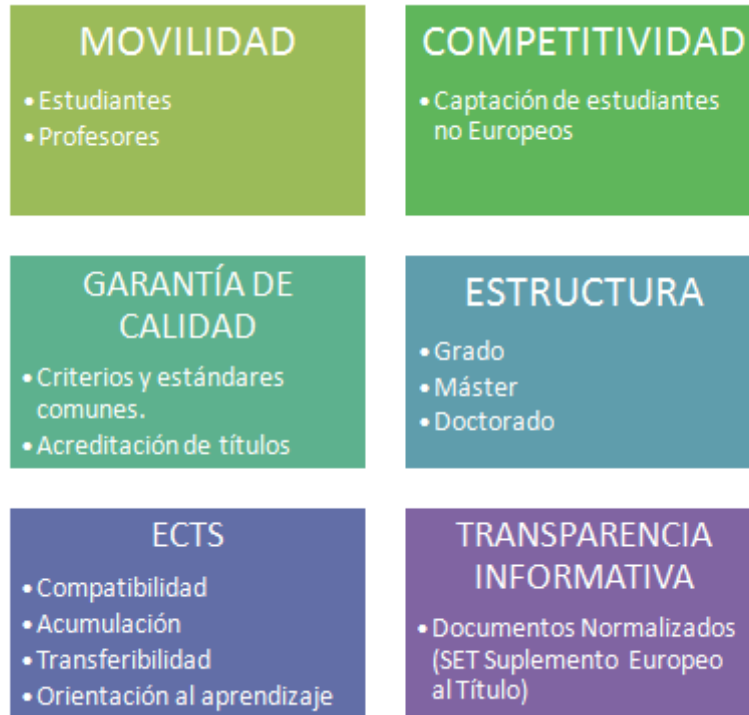 MOVILIDAD
• Estudiantes
• Profesores
COMPETITIVIDAD
• Captación de estudiantes
no Europeos
GARANTÍA DE
CALIDAD
• Criterios y estándares
comunes.
• Acreditación de títulos
ESTRUCTURA
• Grado
• Máster
• Doctorado
ECTS
• Compatibilidad
• Acumulación
• Transferibilidad
• Orientación al aprendizaje
TRANSPARENCIA
INFORMATIVA
• Documentos Normalizados
(SET Suplemento Europeo
al Título)